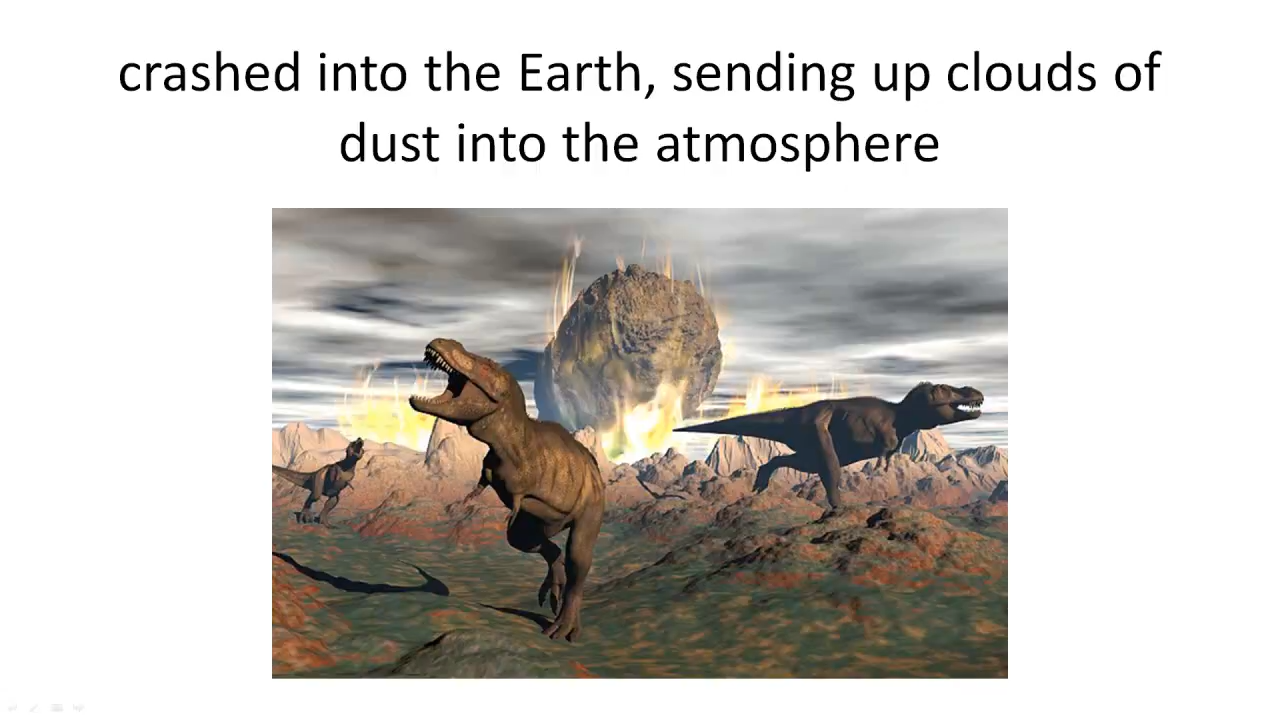 crashed into the Earth, sending up clouds of
dust into the atmosphere